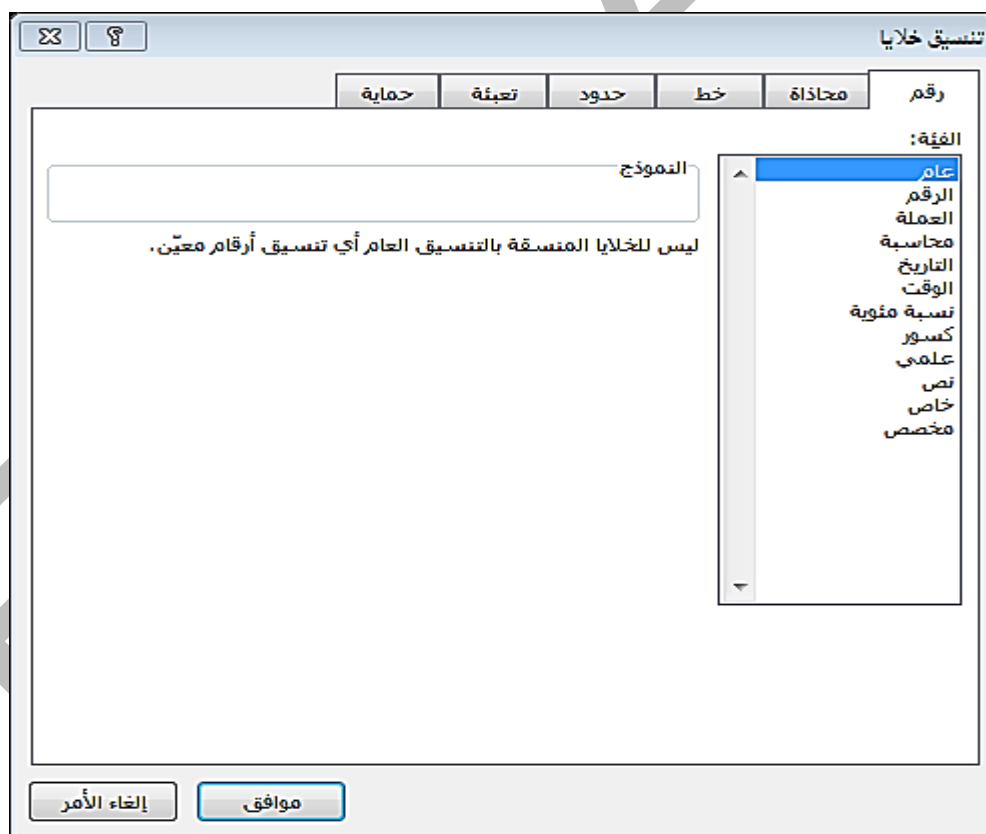 تنسيق خلايا
رقم محاذاة خط حدود تعبئة حماية
الفئة:
عام
الرقم
العملة
محاسبة
التاريخ
الوقت
نسبة مئوية
كسور
علمي
نص
خاص
مخصص
النموذج
ليس للخلايا المنسقة بالتنسيق العام أي تنسيق أرقام معيّن.
موافق إلغاء الأمر